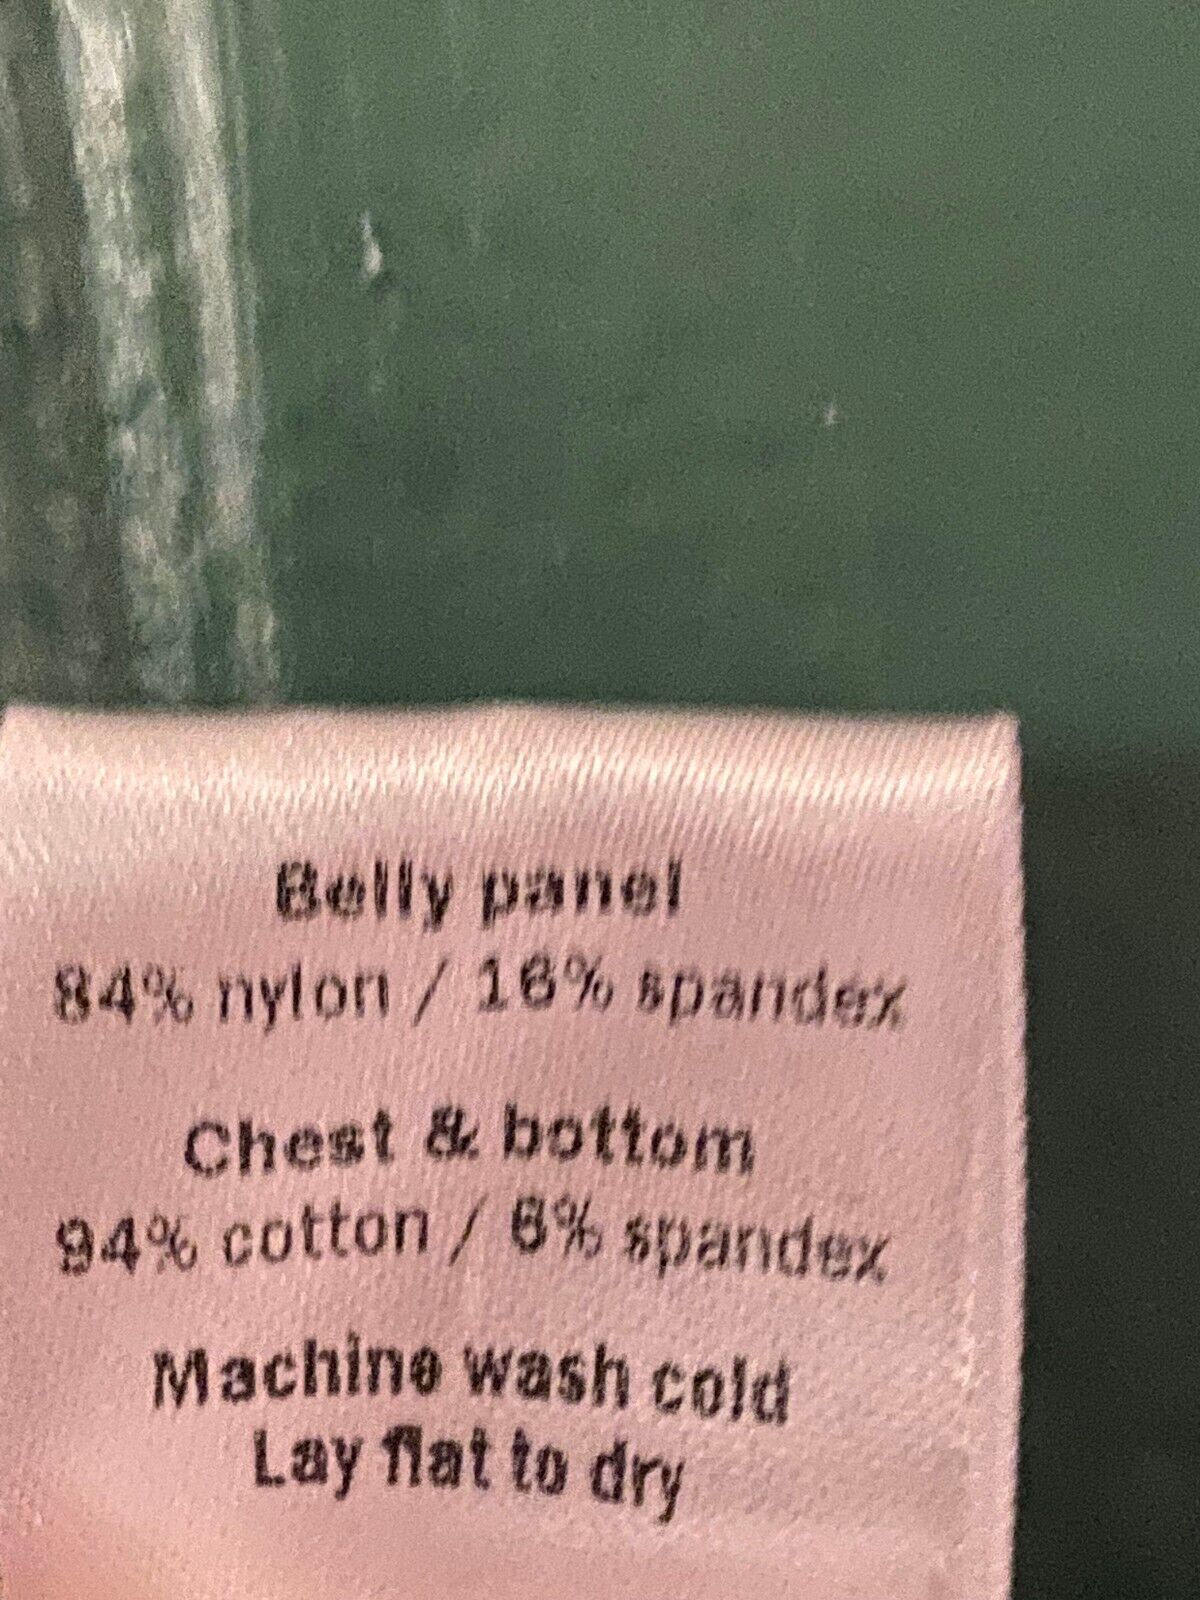 Belly panel
84% nylon / 16% spandex
Chest & bottom
94% cotton / 6% spandex
Machine wash cold
Lay flat to dry